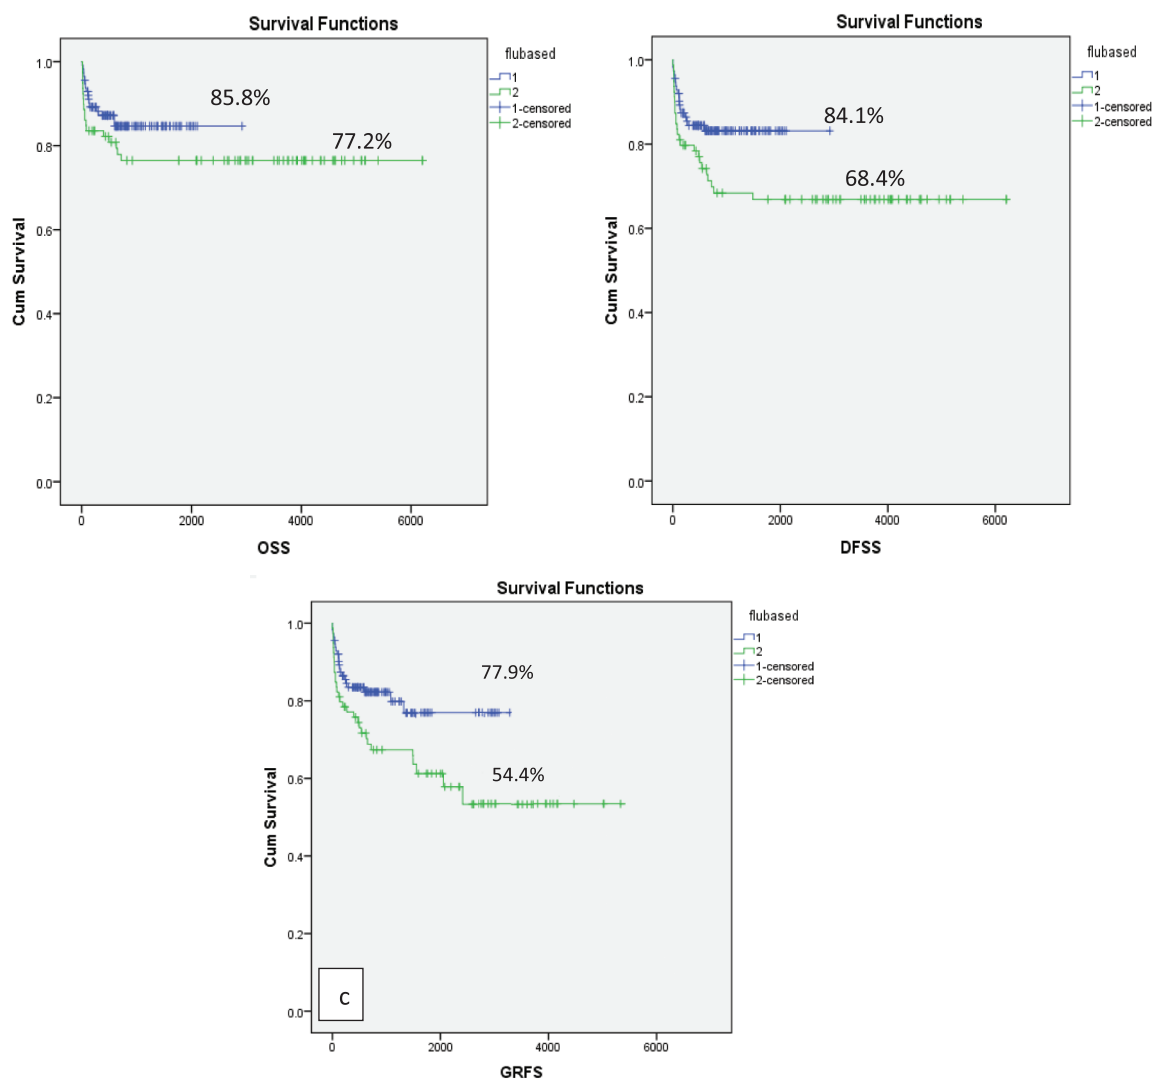 Survival Functions
flubased
1
2
1-censored
2-censored
85.8%
77.2%
1.0
0.8
0.6
0.4
0.2
0.0
Cum Survival
0
2000
4000
6000
OSS
Survival Functions
flubased
1
2
1-censored
2-censored
84.1%
68.4%
1.0
0.8
0.6
0.4
0.2
0.0
Cum Survival
0
2000
4000
6000
DFSS
Survival Functions
flubased
1
2
1-censored
2-censored
77.9%
54.4%
1.0
0.8
0.6
0.4
0.2
0.0
Cum Survival
C
0
2000
4000
6000
GRFS